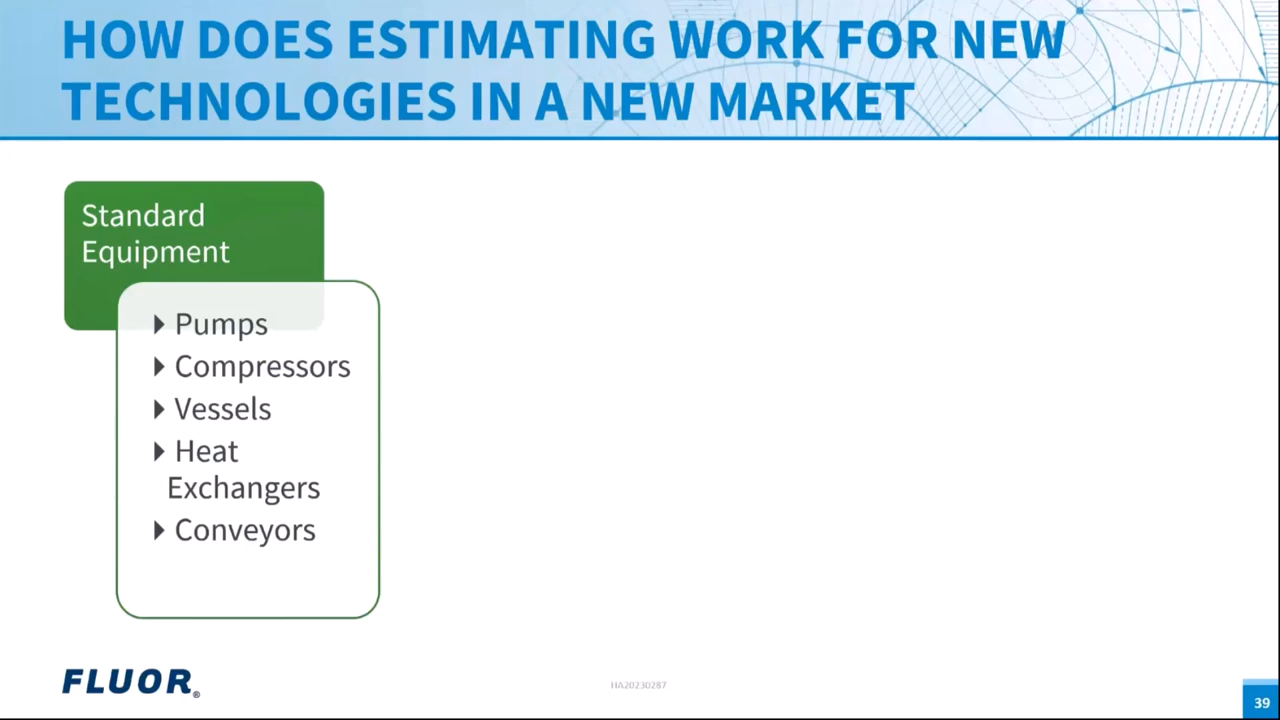 HOW DOES ESTIMATING WORK FOR NEW
TECHNOLOGIES IN A NEW MARKET
Standard
Equipment
Pumps
Compressors
Vessels
Heat
Exchangers
Conveyors
FLUOR®
HA20230287
39